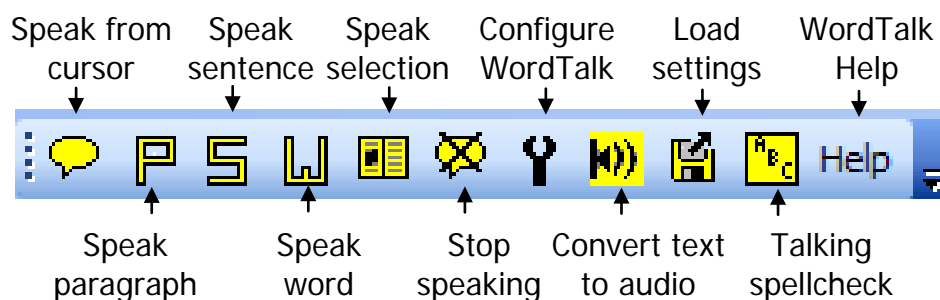 Speak from Speak Speak Configure Load WordTalk
cursor sentence selection WordTalk settings Help
P S W ABC Help
Speak Speak Stop Convert text Talking
paragraph word speaking to audio spellcheck